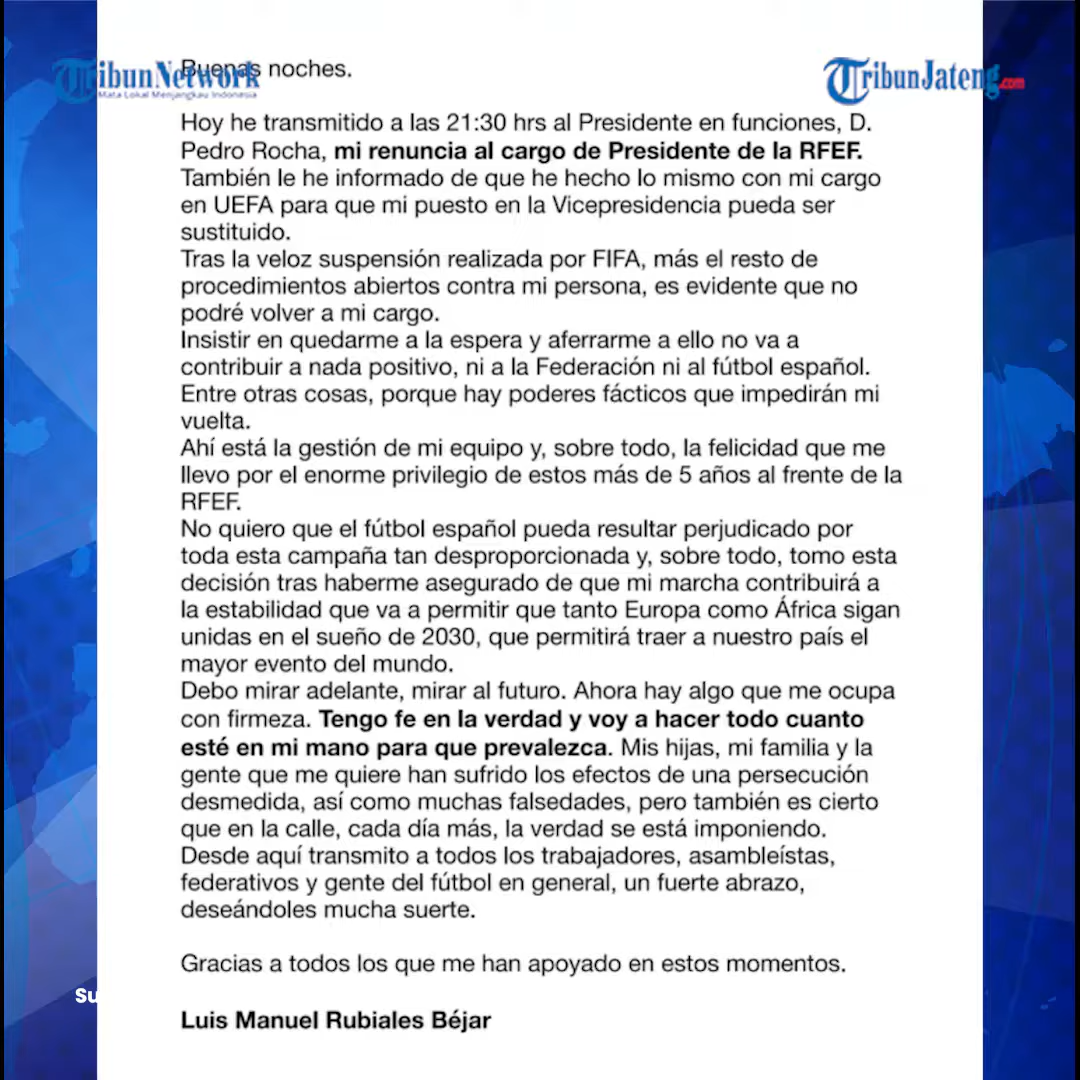 Buenas noches.
TribunNetwork
Mata Lokal Menjangkau Indonesia
TribunJateng.com
Hoy he transmitido a las 21:30 hrs al Presidente en funciones, D.
Pedro Rocha, mi renuncia al cargo de Presidente de la RFEF.
También le he informado de que he hecho lo mismo con mi cargo
en UEFA para que mi puesto en la Vicepresidencia pueda ser
sustituido.
Tras la veloz suspensión realizada por FIFA, más el resto de
procedimientos abiertos contra mi persona, es evidente que no
podré volver a mi cargo.
Insistir en quedarme a la espera y aferrarme a ello no va a
contribuir a nada positivo, ni a la Federación ni al fútbol español.
Entre otras cosas, porque hay poderes fácticos que impedirán mi
vuelta.
Ahí está la gestión de mi equipo y, sobre todo, la felicidad que me
llevo por el enorme privilegio de estos más de 5 años al frente de la
RFEF.
No quiero que el fútbol español pueda resultar perjudicado por
toda esta campaña tan desproporcionada y, sobre todo, tomo esta
decisión tras haberme asegurado de que mi marcha contribuirá a
la estabilidad que va a permitir que tanto Europa como África sigan
unidas en el sueño de 2030, que permitirá traer a nuestro país el
mayor evento del mundo.
Debo mirar adelante, mirar al futuro. Ahora hay algo que me ocupa
con firmeza. Tengo fe en la verdad y voy a hacer todo cuanto
esté en mi mano para que prevalezca. Mis hijas, mi familia y la
gente que me quiere han sufrido los efectos de una persecución
desmedida, así como muchas falsedades, pero también es cierto
que en la calle, cada día más, la verdad se está imponiendo.
Desde aquí transmito a todos los trabajadores, asambleístas,
federativos y gente del fútbol en general, un fuerte abrazo,
deseándoles mucha suerte.
Gracias a todos los que me han apoyado en estos momentos.
Su
Luis Manuel Rubiales Béjar